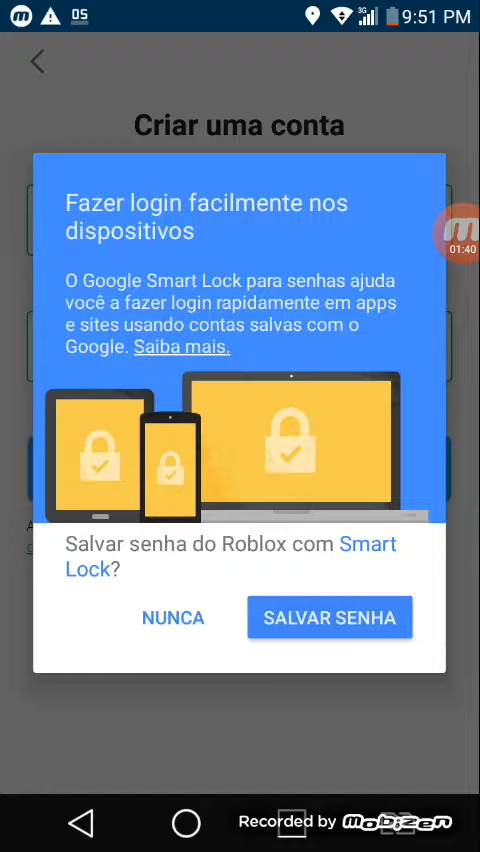 05 3G 9:51 PM
Criar uma conta
Fazer login facilmente nos
dispositivos
01:40
O Google Smart Lock para senhas ajuda
você a fazer login rapidamente em apps
e sites usando contas salvas com o
Google. Saiba mais.
Salvar senha do Roblox com Smart
Lock?
NUNCA SALVAR SENHA
Recorded by MOBIZEN